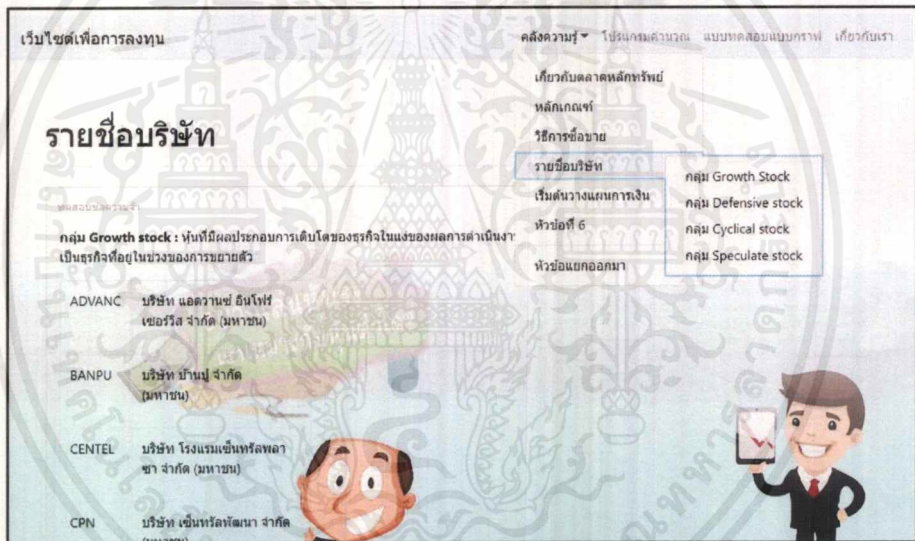 เว็บไซต์เพื่อการลงทุน
คลังความรู้ โปรแกรมคำนวณ แบบทดสอบแบบกราฟ เกี่ยวกับเรา
เกี่ยวกับตลาดหลักทรัพย์
หลักเกณฑ์
วิธีการซื้อขาย
รายชื่อบริษัท
เริ่มต้นวางแผนการเงิน
หัวข้อที่ 6
หัวข้อแยกออกมา
กลุ่ม Growth Stock
กลุ่ม Defensive stock
กลุ่ม Cyclical stock
กลุ่ม Speculate stock
รายชื่อบริษัท
ทดสอบข้อความจ้า
กลุ่ม Growth stock : หุ้นที่มีผลประกอบการเติบโตของธุรกิจในแง่ของผลการดำเนินงา
เป็นธุรกิจที่อยู่ในช่วงของการขยายตัว
ADVANC บริษัท แอดวานซ์ อินโฟร์
เซอร์วิส จำกัด (มหาชน)
BANPU บริษัท บ้านปู จำกัด
(มหาชน)
CENTEL บริษัท โรงแรมเซ็นทรัลพลา
ซา จำกัด (มหาชน)
CPN บริษัท เซ็นทรัลพัฒนา จำกัด
(มหาชน)